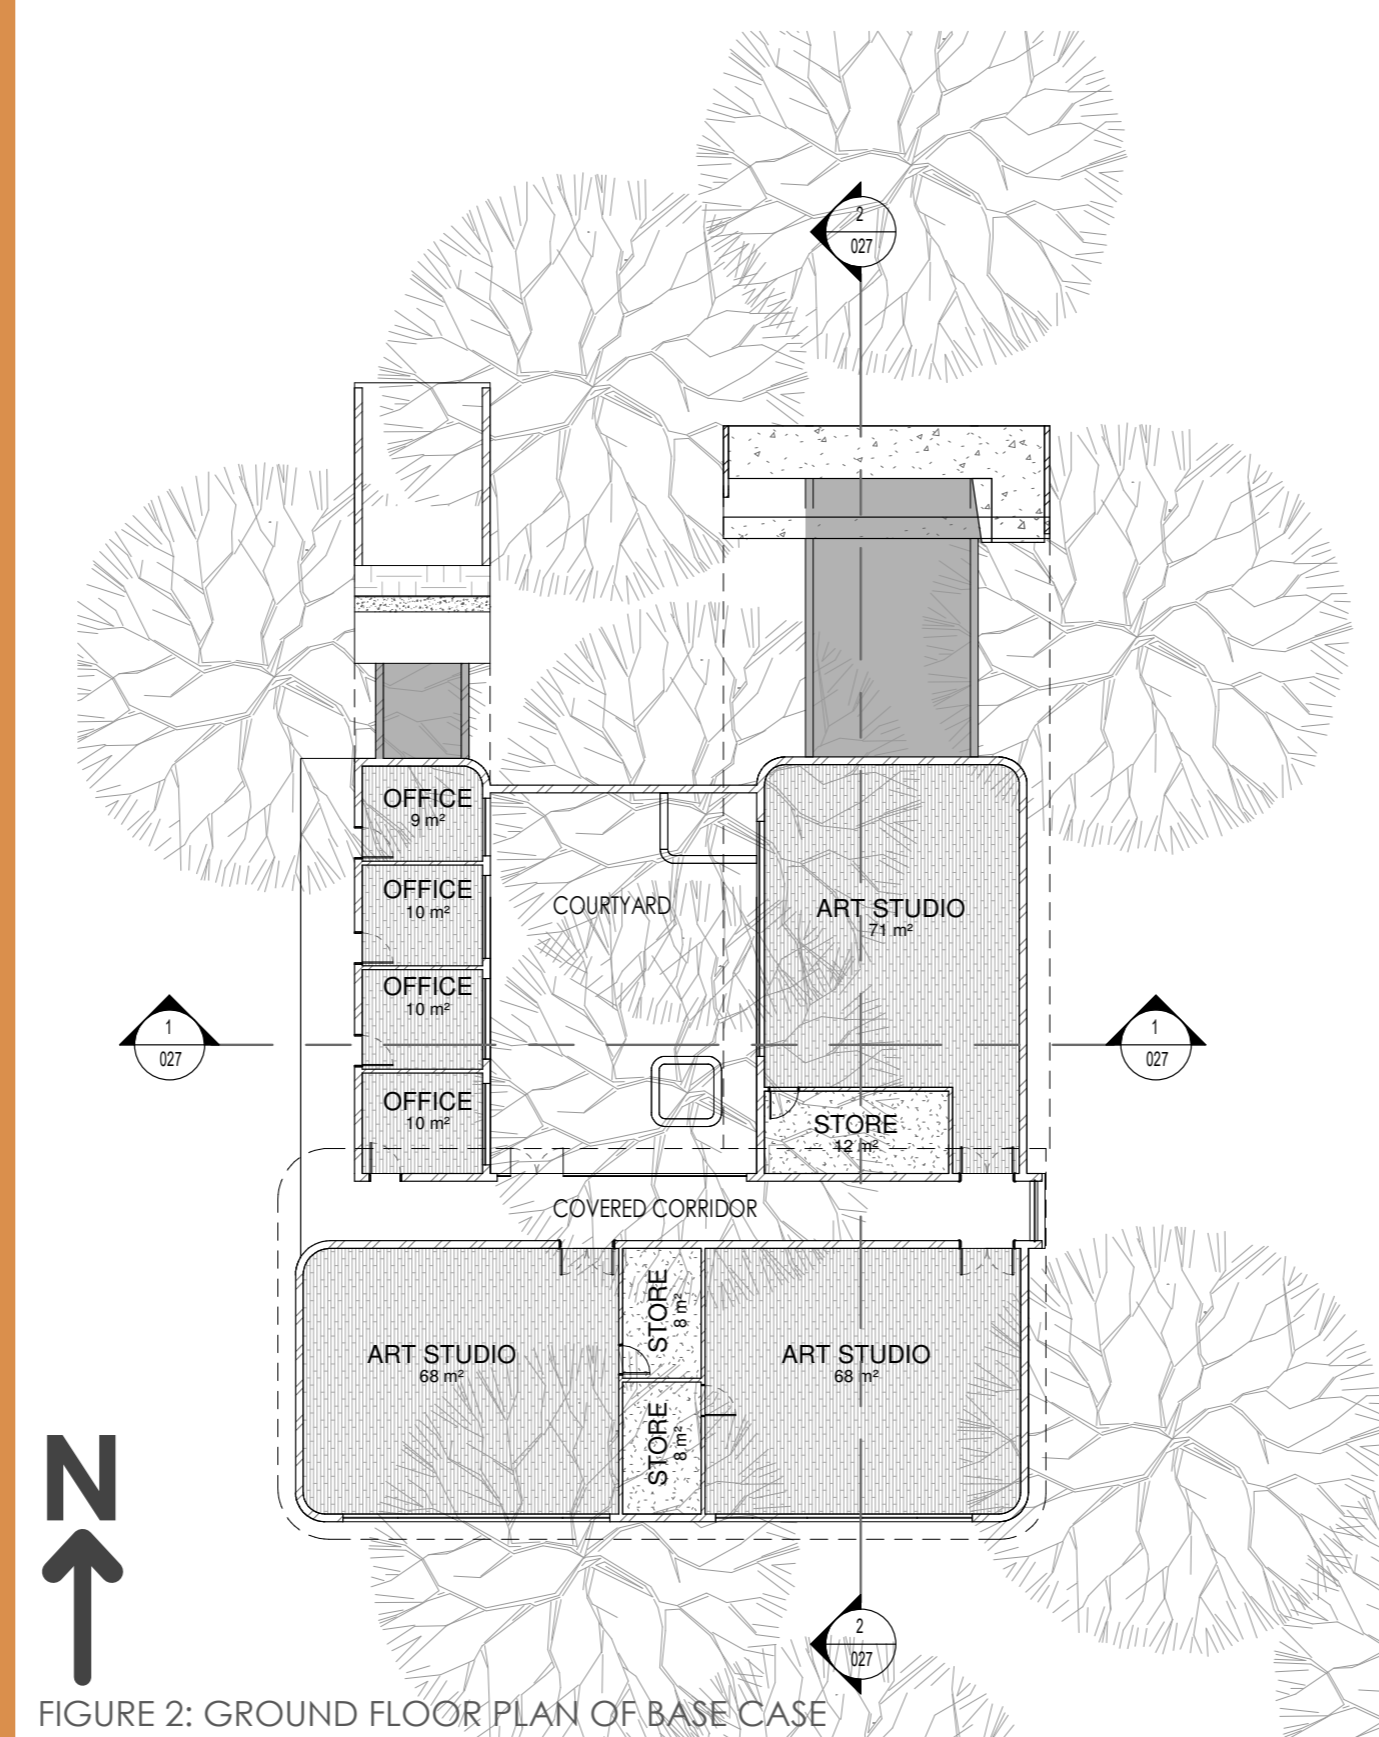 2
027
OFFICE
9 m²
OFFICE
10 m²
COURTYARD
ART STUDIO
71 m²
OFFICE
10 m²
1
027
1
027
OFFICE
10 m²
STORE
12 m²
COVERED CORRIDOR
STORE
8 m²
ART STUDIO
68 m²
ART STUDIO
68 m²
STORE
8 m²
N
2
027
FIGURE 2: GROUND FLOOR PLAN OF BASE CASE